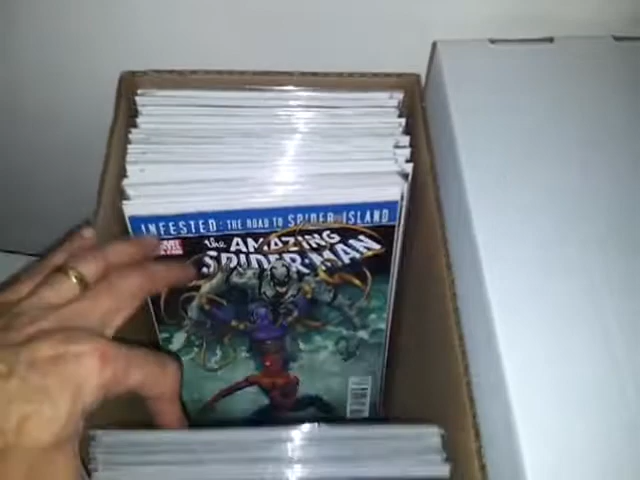 INFESTED: THE ROAD TO SPIDER-ISLAND
the AMAZING
SPIDER-MAN